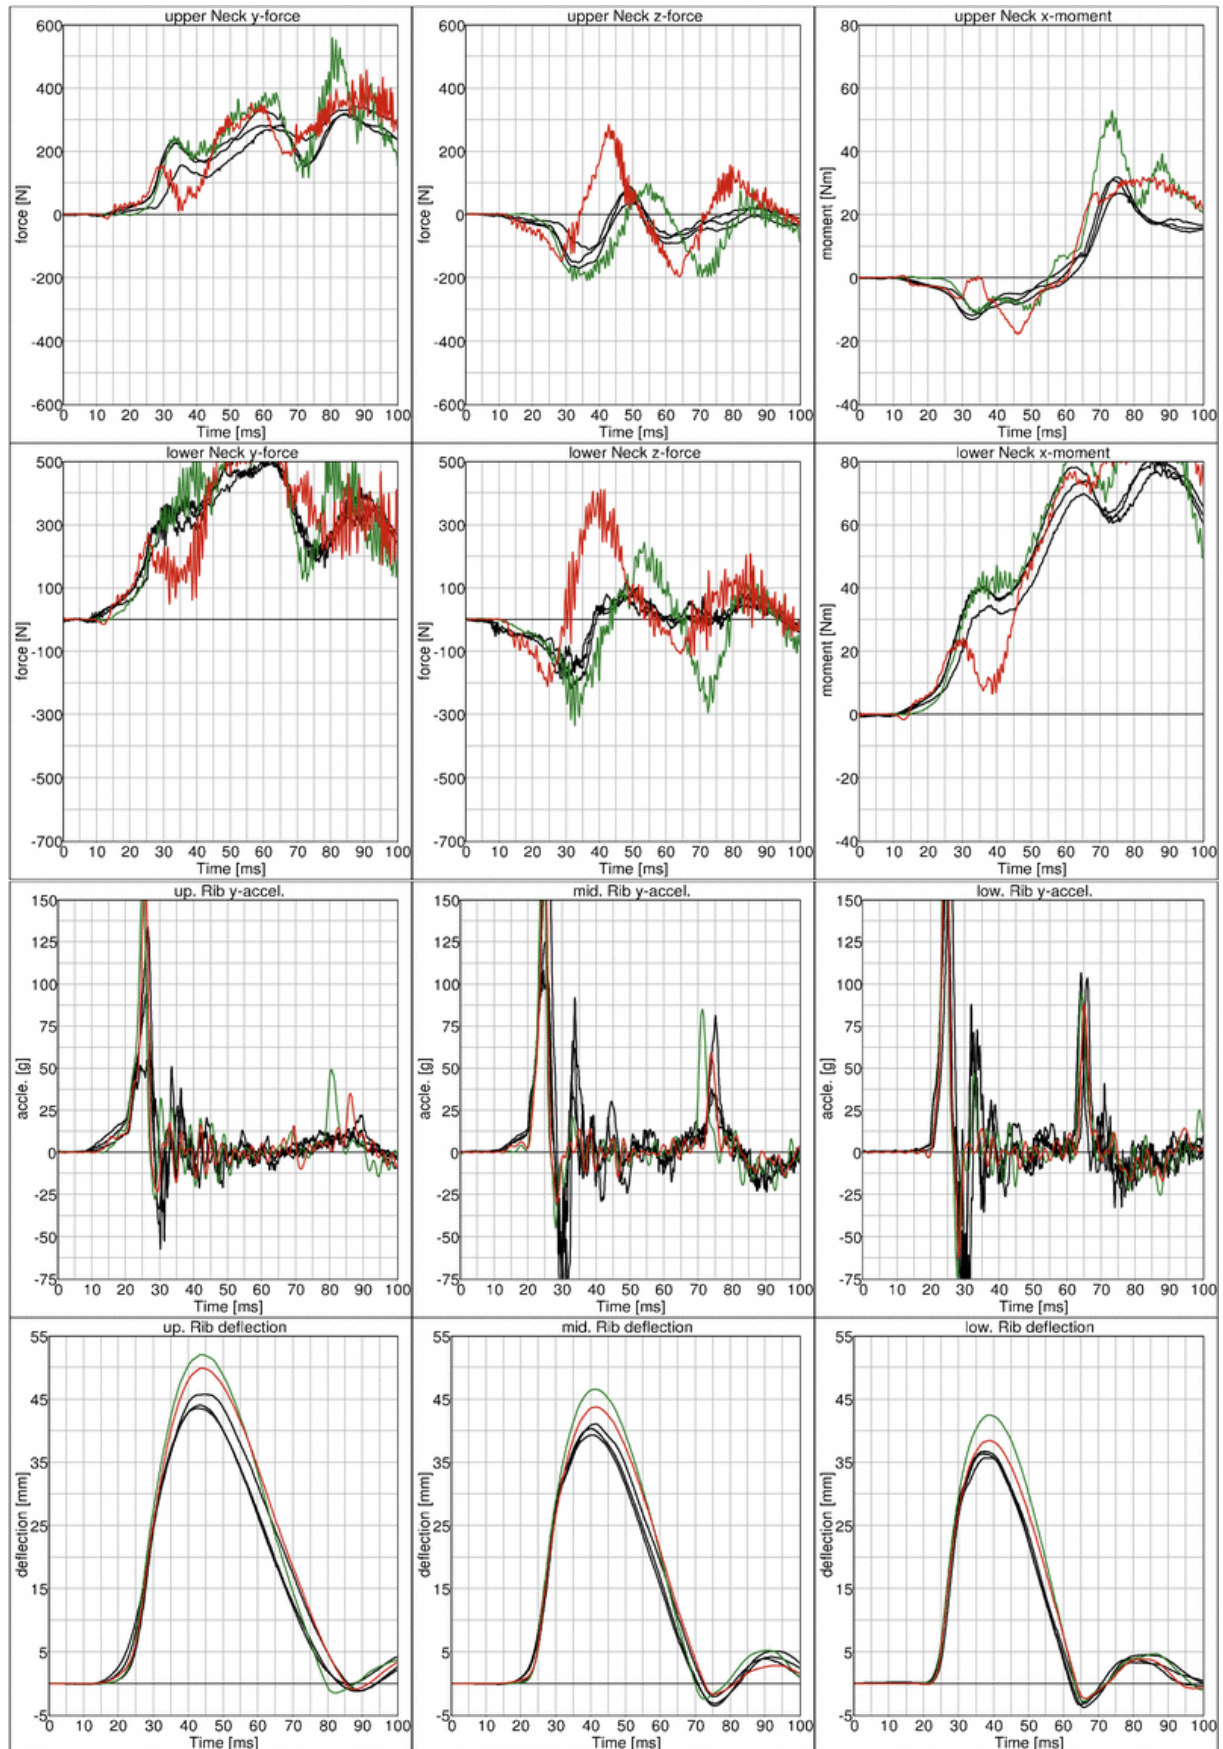 upper Neck y-force
600
400
200
0
-200
-400
-600
force [N]
0 10 20 30 40 50 60 70 80 90 100
Time [ms]
upper Neck z-force
600
400
200
0
-200
-400
-600
force [N]
0 10 20 30 40 50 60 70 80 90 100
Time [ms]
upper Neck x-moment
80
60
40
20
0
-20
-40
moment [Nm]
0 10 20 30 40 50 60 70 80 90 100
Time [ms]
lower Neck y-force
500
300
100
-100
-300
-500
-700
force [N]
0 10 20 30 40 50 60 70 80 90 100
Time [ms]
lower Neck z-force
500
300
100
-100
-300
-500
-700
force [N]
0 10 20 30 40 50 60 70 80 90 100
Time [ms]
lower Neck x-moment
80
60
40
20
0
-20
-40
moment [Nm]
0 10 20 30 40 50 60 70 80 90 100
Time [ms]
up. Rib y-accel.
150
125
100
75
50
25
0
-25
-50
-75
accle. [g]
0 10 20 30 40 50 60 70 80 90 100
Time [ms]
mid. Rib y-accel.
150
125
100
75
50
25
0
-25
-50
-75
accle. [g]
0 10 20 30 40 50 60 70 80 90 100
Time [ms]
low. Rib y-accel.
150
125
100
75
50
25
0
-25
-50
-75
accle. [g]
0 10 20 30 40 50 60 70 80 90 100
Time [ms]
up. Rib deflection
55
45
35
25
15
5
-5
deflection [mm]
0 10 20 30 40 50 60 70 80 90 100
Time [ms]
mid. Rib deflection
55
45
35
25
15
5
-5
deflection [mm]
0 10 20 30 40 50 60 70 80 90 100
Time [ms]
low. Rib deflection
55
45
35
25
15
5
-5
deflection [mm]
0 10 20 30 40 50 60 70 80 90 100
Time [ms]